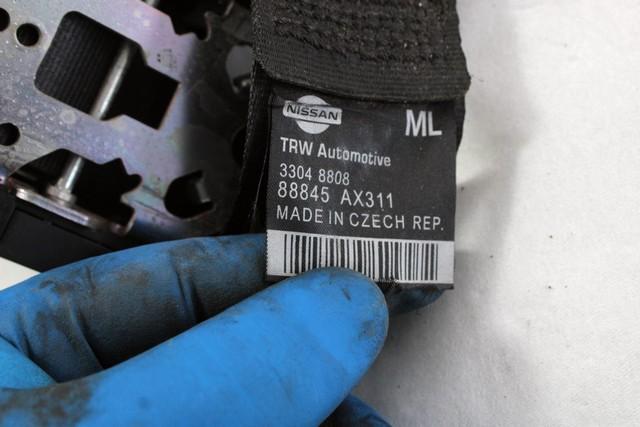 NISSAN
ML
TRW Automotive
3304 8808
88845 AX311
MADE IN CZECH REP.